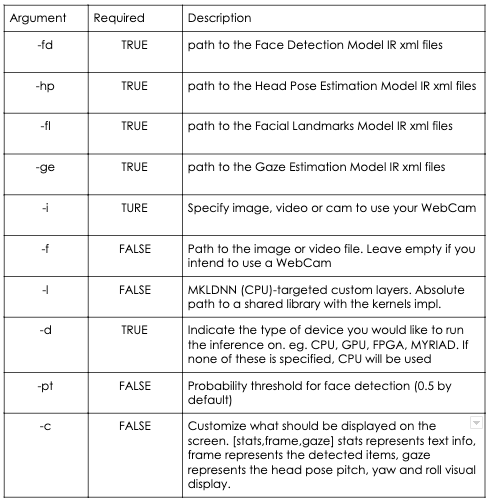 Argument Required Description
-fd TRUE path to the Face Detection Model IR xml files
-hp TRUE path to the Head Pose Estimation Model IR xml files
-fl TRUE path to the Facial Landmarks Model IR xml files
-ge TRUE path to the Gaze Estimation Model IR xml files
-i TURE Specify image, video or cam to use your WebCam
-f FALSE Path to the image or video file. Leave empty if you
intend to use a WebCam
-l FALSE MKLDNN (CPU)-targeted custom layers. Absolute
path to a shared library with the kernels impl.
-d TRUE Indicate the type of device you would like to run
the inference on. eg. CPU, GPU, FPGA, MYRIAD. If
none of these is specified, CPU will be used
-pt FALSE Probability threshold for face detection (0.5 by
default)
-c FALSE Customize what should be displayed on the
screen. [stats,frame,gaze] stats represents text info,
frame represents the detected items, gaze
represents the head pose pitch, yaw and roll visual
display.